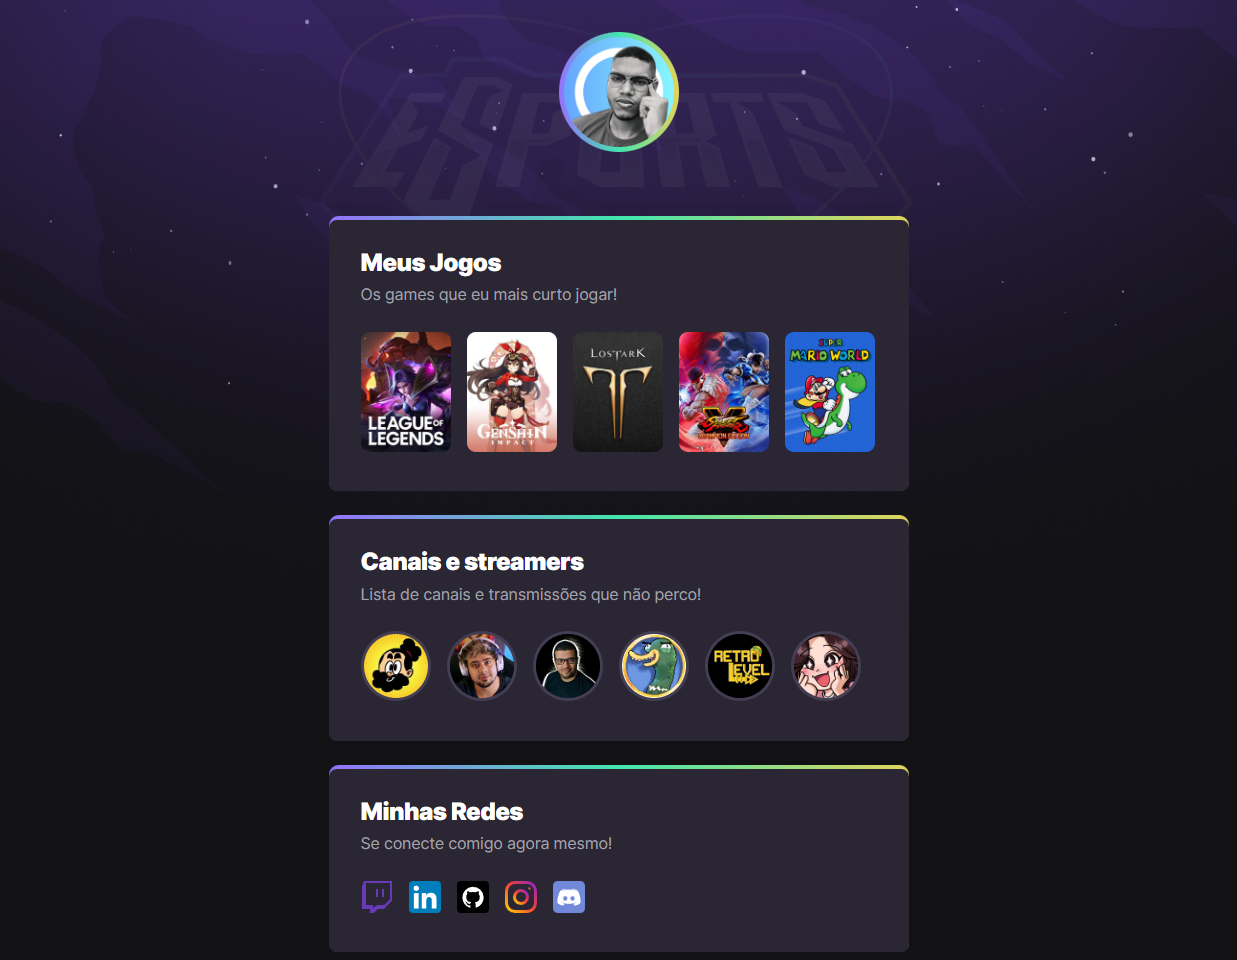 ESPORTS
Meus Jogos
Os games que eu mais curto jogar!
LEAGUE OF
LEGENDS
GENSHIN
IMPACT
LOST ARK
STREET
FIGHTER
CHAMPION EDITION
SUPER
MARIO WORLD
Canais e streamers
Lista de canais e transmissões que não perco!
RETRO
LEVEL
Minhas Redes
Se conecte comigo agora mesmo!
in